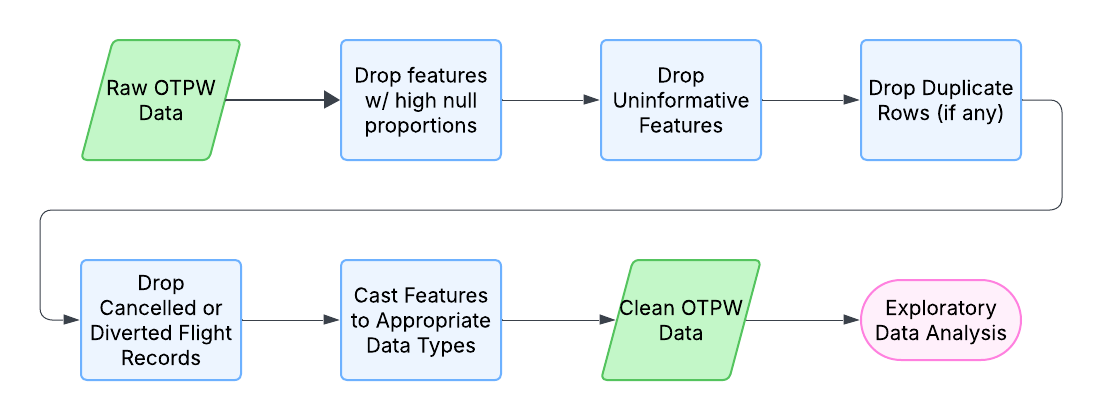 Raw OTPW
Data
Drop features
w/ high null
proportions
Drop
Uninformative
Features
Drop Duplicate
Rows (if any)
Drop
Cancelled or
Diverted Flight
Records
Cast Features
to Appropriate
Data Types
Clean OTPW
Data
Exploratory
Data Analysis